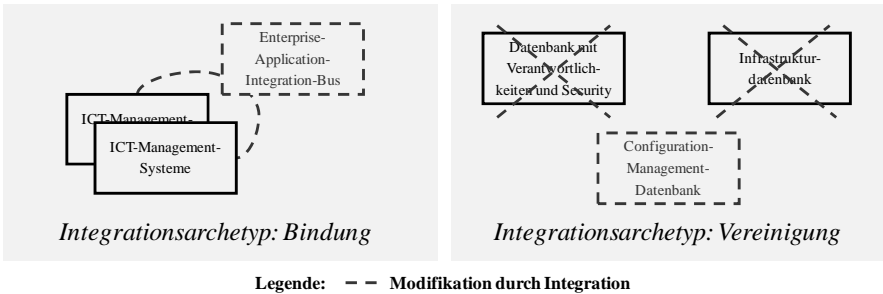 Enterprise-
Application-
Integration-Bus
ICT-Management-
ICT-Management-
Systeme
Integrationsarchetyp: Bindung
Datenbank mit
Verantwortlich-
keiten und Security
Infrastruktur-
datenbank
Configuration-
Management-
Datenbank
Integrationsarchetyp: Vereinigung
Legende: Modifikation durch Integration